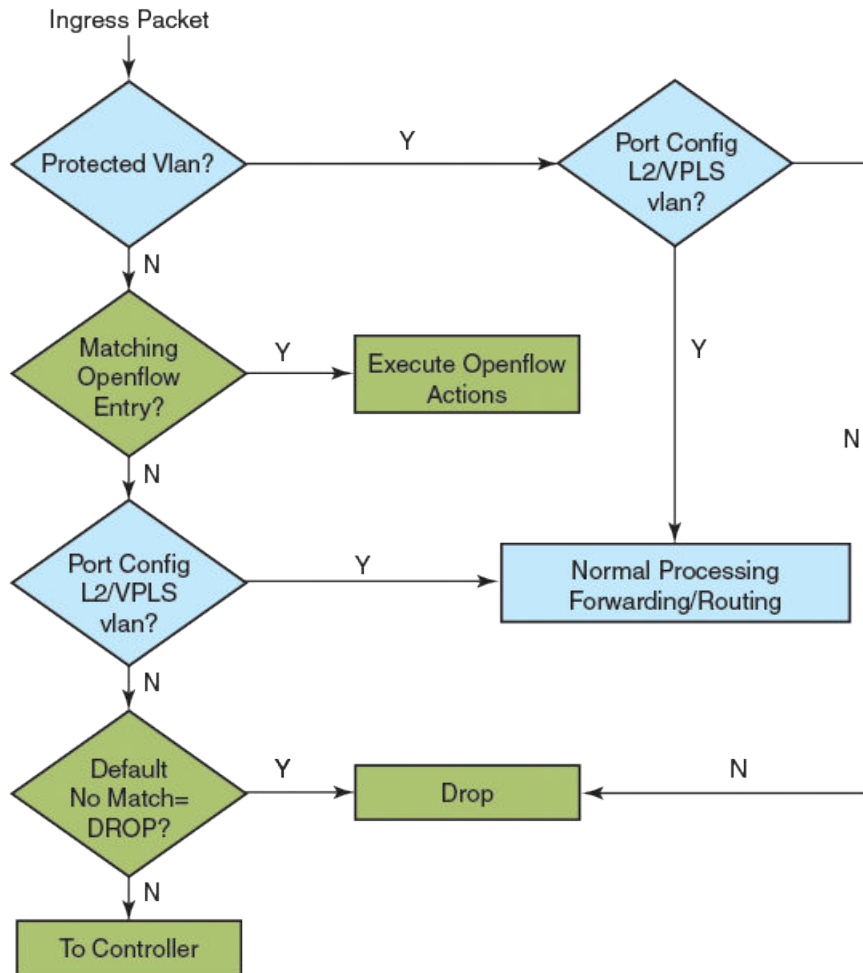 Ingress Packet
Protected Vlan?
Y
Port Config
L2/VPLS
vlan?
N
Matching
Openflow
Entry?
Y
Execute Openflow
Actions
Y
N
N
Port Config
L2/VPLS
vlan?
Y
Normal Processing
Forwarding/Routing
N
Default
No Match=
DROP?
Y
Drop
N
N
To Controller